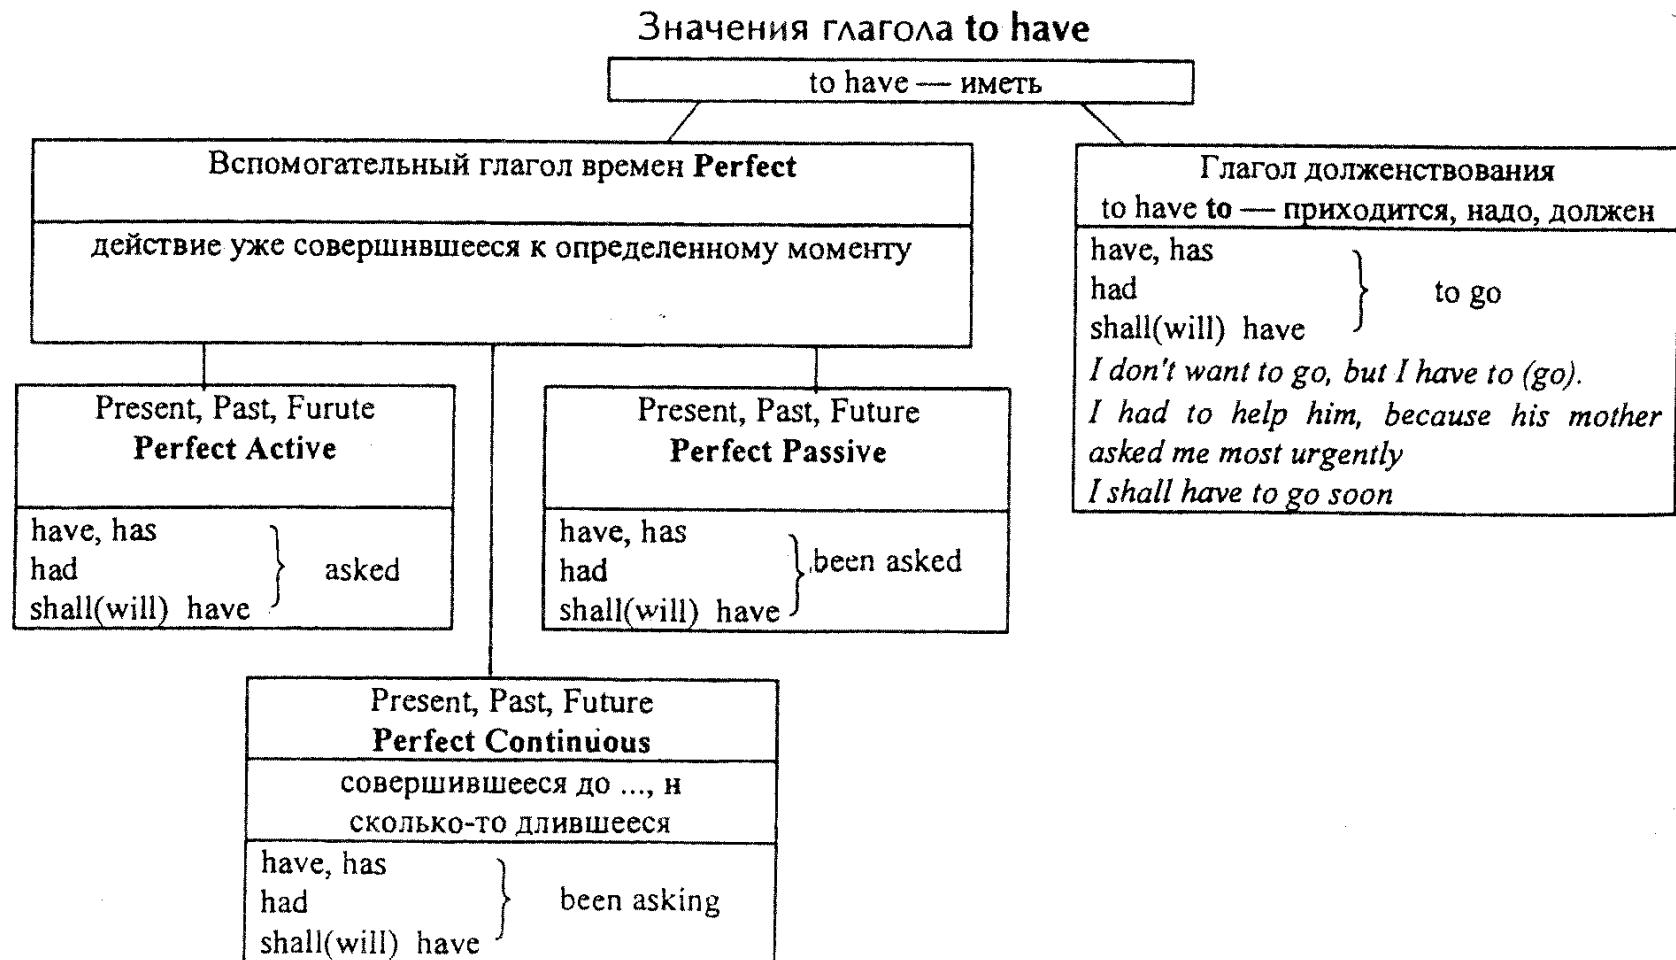 Значения глагола to have
to have — иметь
Вспомогательный глагол времен Perfect
действие уже совершившееся к определенному моменту
Глагол долженствования
to have to — приходится, надо, должен
have, has
had
shall(will) have
to go
I don't want to go, but I have to (go).
I had to help him, because his mother
asked me most urgently
I shall have to go soon
Present, Past, Furute
Perfect Active
have, has
had
shall(will) have
asked
Present, Past, Future
Perfect Passive
have, has
had
shall(will) have
been asked
Present, Past, Future
Perfect Continuous
совершившееся до ..., н
сколько-то длившееся
have, has
had
shall(will) have
been asking